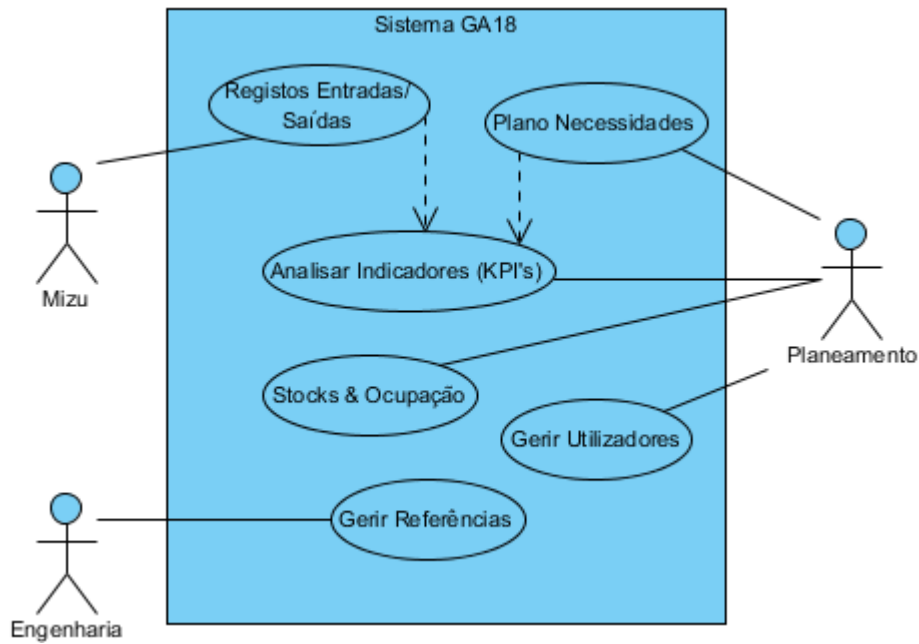 Sistema GA18
Registos Entradas/
Saídas
Plano Necessidades
Mizu
Analisar Indicadores (KPI's)
Planeamento
Stocks & Ocupação
Gerir Utilizadores
Gerir Referências
Engenharia